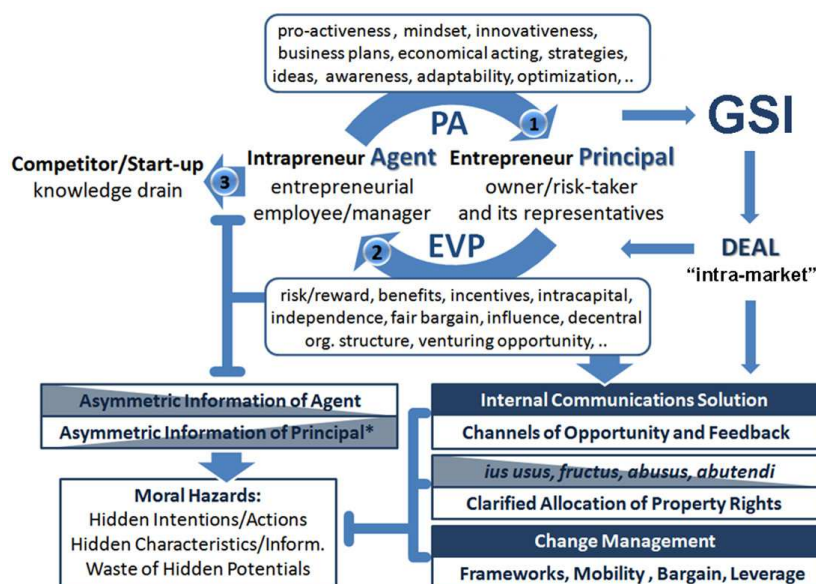 pro-activeness , mindset, innovativeness,
business plans, economical acting, strategies,
ideas, awareness, adaptability, optimization, ..
PA
1
GSI
Competitor/Start-up
knowledge drain
3
Intrapreneur Agent
entrepreneurial
employee/manager
Entrepreneur Principal
owner/risk-taker
and its representatives
2
EVP
DEAL
“intra-market”
risk/reward, benefits, incentives, intracapital,
independence, fair bargain, influence, decentral
org. structure, venturing opportunity, ..
Asymmetric Information of Agent
Asymmetric Information of Principal*
Moral Hazards:
Hidden Intentions/Actions
Hidden Characteristics/Inform.
Waste of Hidden Potentials
Internal Communications Solution
Channels of Opportunity and Feedback
ius usus, fructus, abusus, abutendi
Clarified Allocation of Property Rights
Change Management
Frameworks, Mobility , Bargain, Leverage